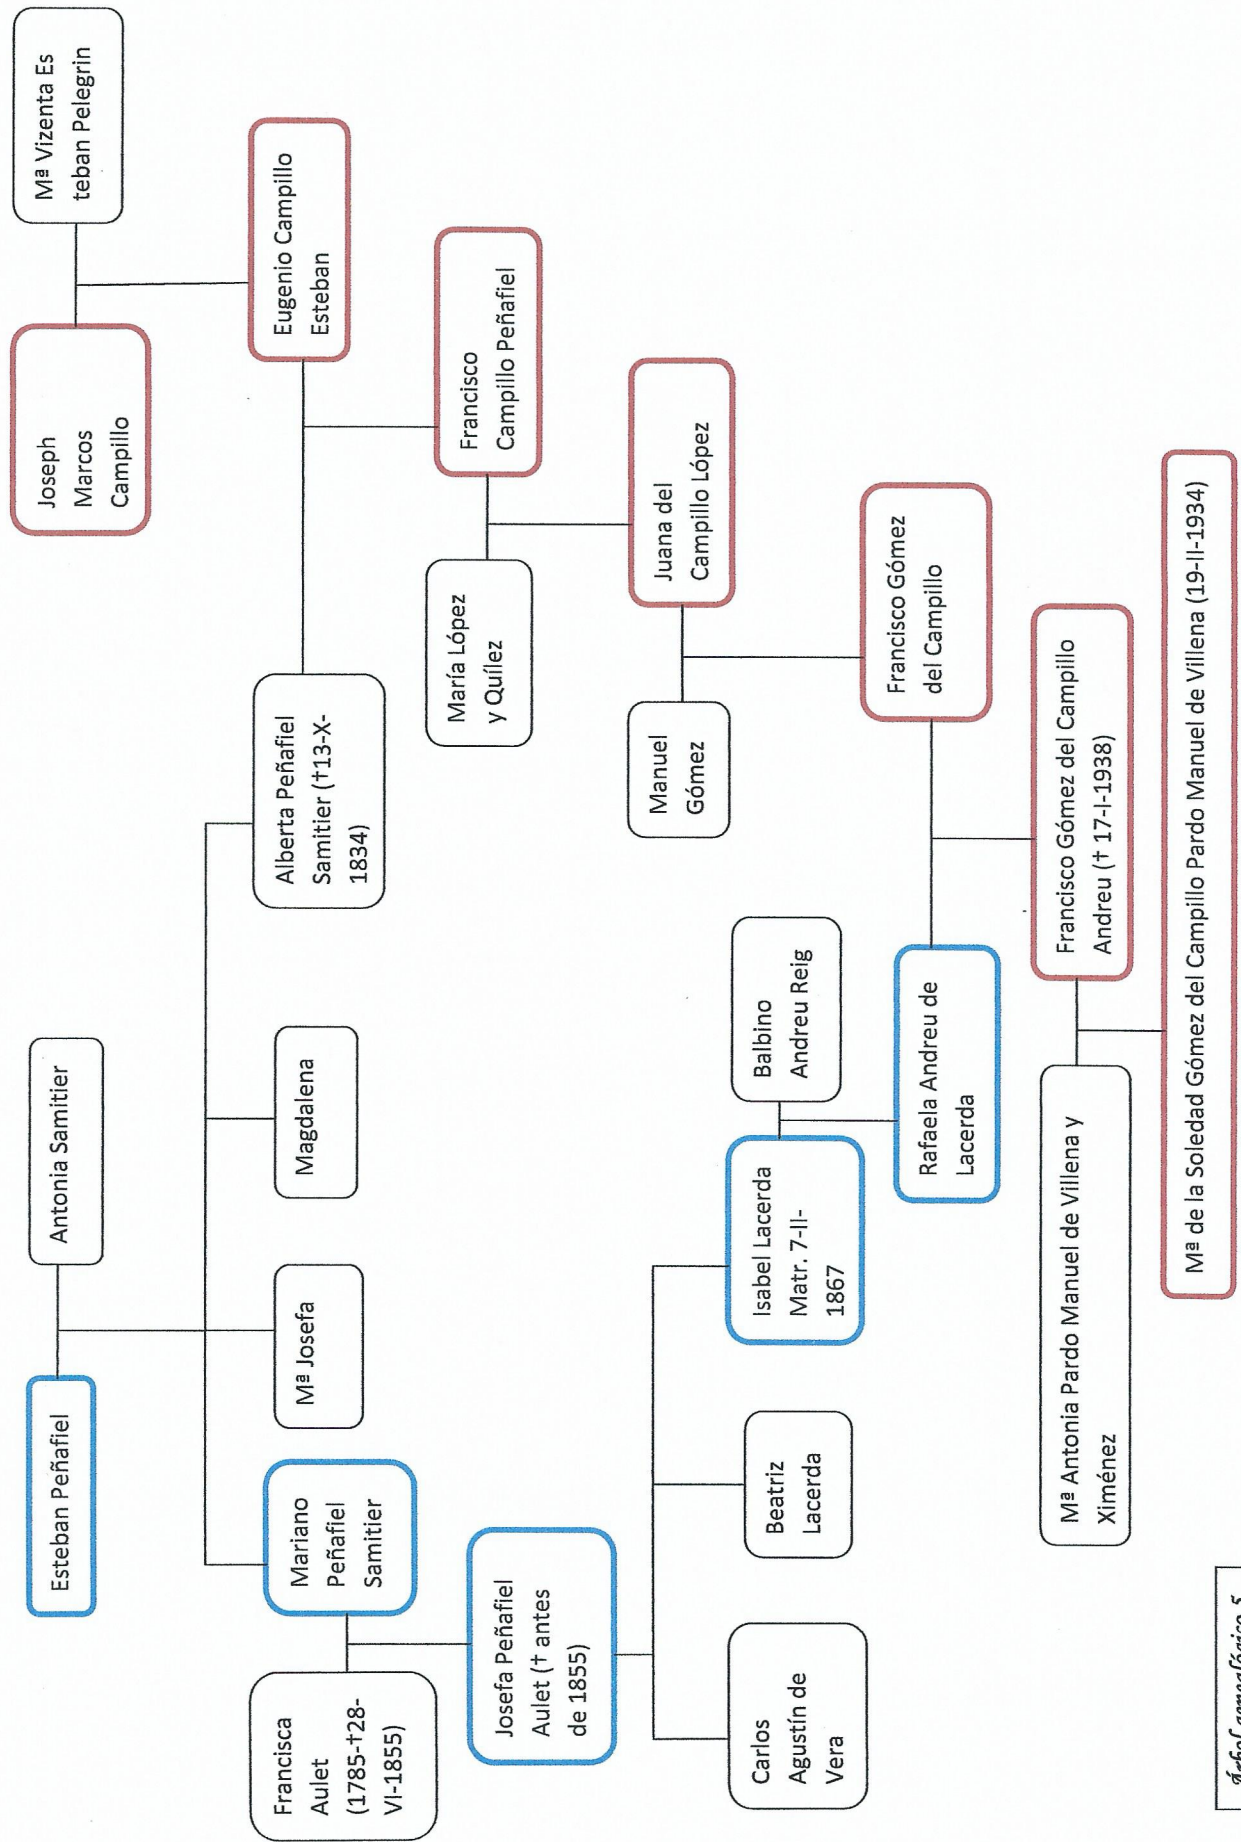 Esteban Peñafiel
Antonia Samitier
Joseph
Marcos
Campillo
Mª Vizenta Es
teban Pelegrin
Francisca
Aulet
(1785-†28-
VI-1855)
Mariano
Peñafiel
Samitier
Mª Josefa
Magdalena
Alberta Peñafiel
Samitier (†13-X-
1834)
Eugenio Campillo
Esteban
Josefa Peñafiel
Aulet († antes
de 1855)
María López
y Quílez
Francisco
Campillo Peñafiel
Carlos
Agustín de
Vera
Beatriz
Lacerda
Isabel Lacerda
Matr. 7-II-
1867
Balbino
Andreu Reig
Manuel
Gómez
Juana del
Campillo López
Rafaela Andreu de
Lacerda
Francisco Gómez
del Campillo
Mª Antonia Pardo Manuel de Villena y
Ximénez
Francisco Gómez del Campillo
Andreu († 17-I-1938)
Mª de la Soledad Gómez del Campillo Pardo Manuel de Villena (19-II-1934)
Árbol genealógico 5